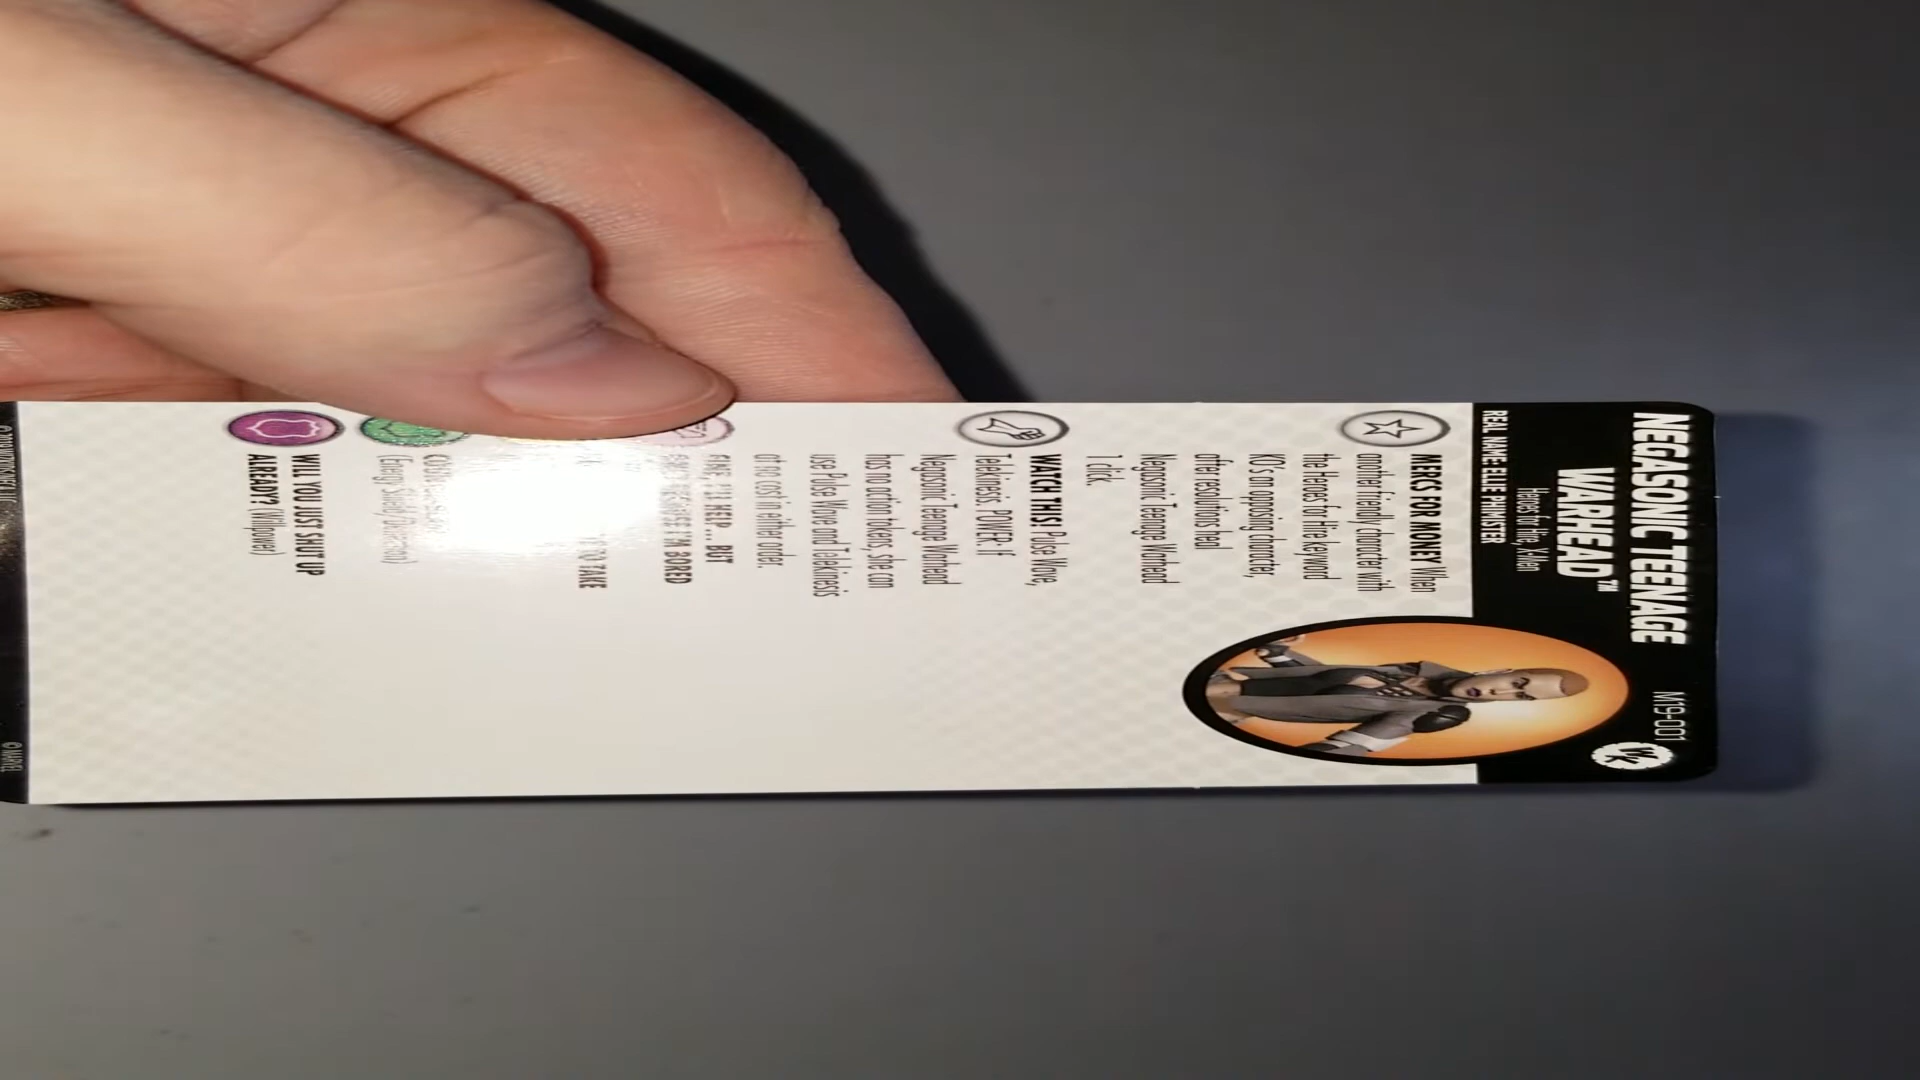 NEGASONIC TEENAGE
WARHEAD™
M19-001
WK
Heroes for Hire, X-Men
REAL NAME: ELLIE PHIMISTER
MERCS FOR MONEY When
another friendly character with
the Heroes for Hire keyword
KO's an opposing character,
after resolutions heal
Negasonic Teenage Warhead
1 click.
WATCH THIS! Pulse Wave,
Telekinesis. POWER: If
Negasonic Teenage Warhead
has no action tokens, she can
use Pulse Wave and Telekinesis
at no cost in either order.
FINE, I'LL HELP... BUT
I'M BORED
TO TAKE
(Energy Shield/Deflection)
WILL YOU JUST SHUT UP
ALREADY? (Willpower)
© MARVEL